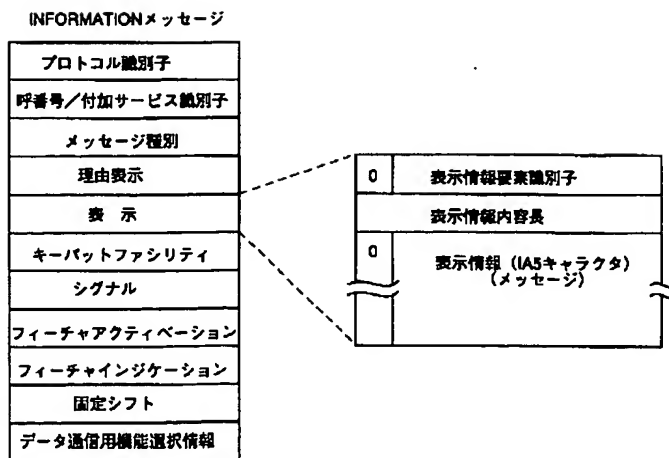 INFORMATIONメッセージ
プロトコル識別子
呼番号／付加サービス識別子
メッセージ種別
理由表示
表 示
キーパットファシリティ
シグナル
フィーチャアクティベーション
フィーチャインジケーション
固定シフト
データ通信用機能選択情報
0 表示情報要素識別子
表示情報内容長
0 表示情報（IA5キャラクタ）
（メッセージ）